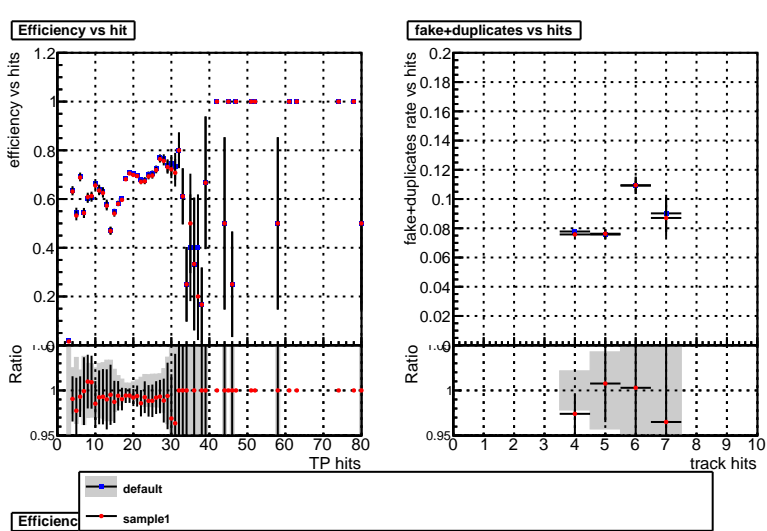 Efficiency vs hit
fake+duplicates vs hits
efficiency vs hits
1.2
1
0.8
0.6
0.4
0.2
0
Ratio
1
0.95
0 10 20 30 40 50 60 70 80
TP hits
fake+duplicates rate vs hits
0.2
0.18
0.16
0.14
0.12
0.1
0.08
0.06
0.04
0.02
0
Ratio
1
0.95
0 1 2 3 4 5 6 7 8 9 10
track hits
default
sample1
Efficienc